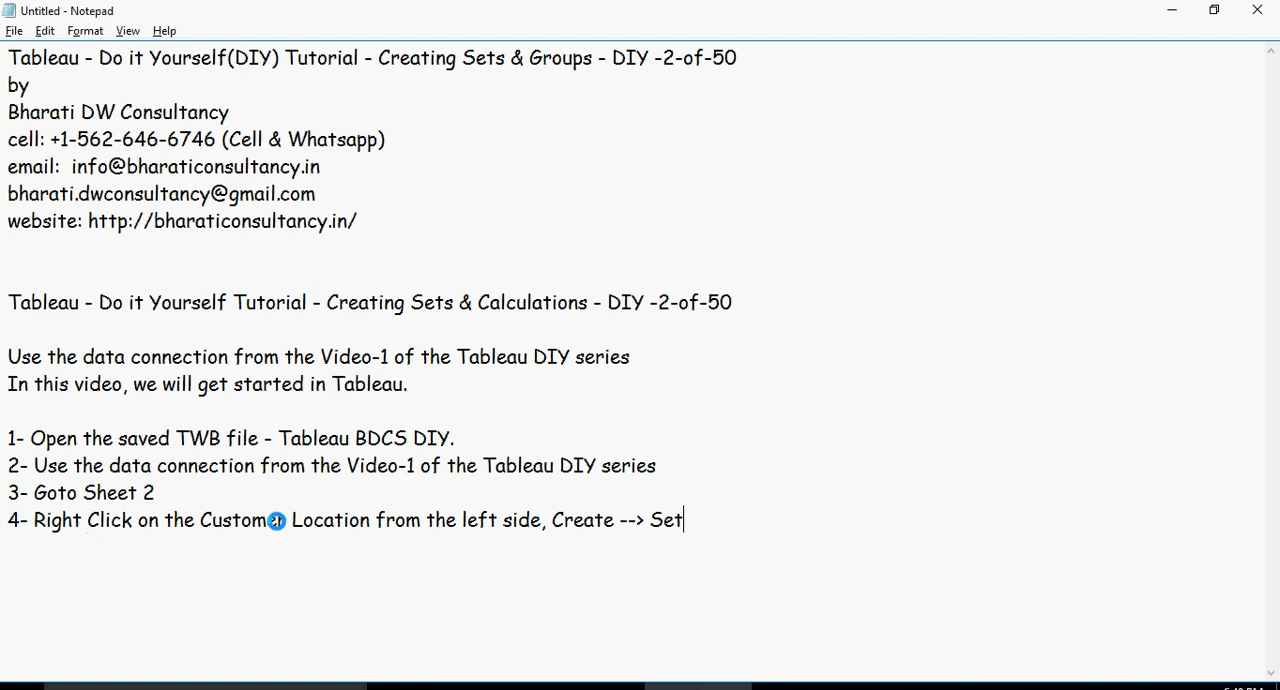 Untitled - Notepad
File Edit Format View Help
Tableau - Do it Yourself(DIY) Tutorial - Creating Sets & Groups - DIY -2-of-50
by
Bharati DW Consultancy
cell: +1-562-646-6746 (Cell & Whatsapp)
email: info@bharaticonsultancy.in
bharati.dwconsultancy@gmail.com
website: http://bharaticonsultancy.in/
Tableau - Do it Yourself Tutorial - Creating Sets & Calculations - DIY -2-of-50
Use the data connection from the Video-1 of the Tableau DIY series
In this video, we will get started in Tableau.
1- Open the saved TWB file - Tableau BDCS DIY.
2- Use the data connection from the Video-1 of the Tableau DIY series
3- Goto Sheet 2
4- Right Click on the Customer Location from the left side, Create --> Set